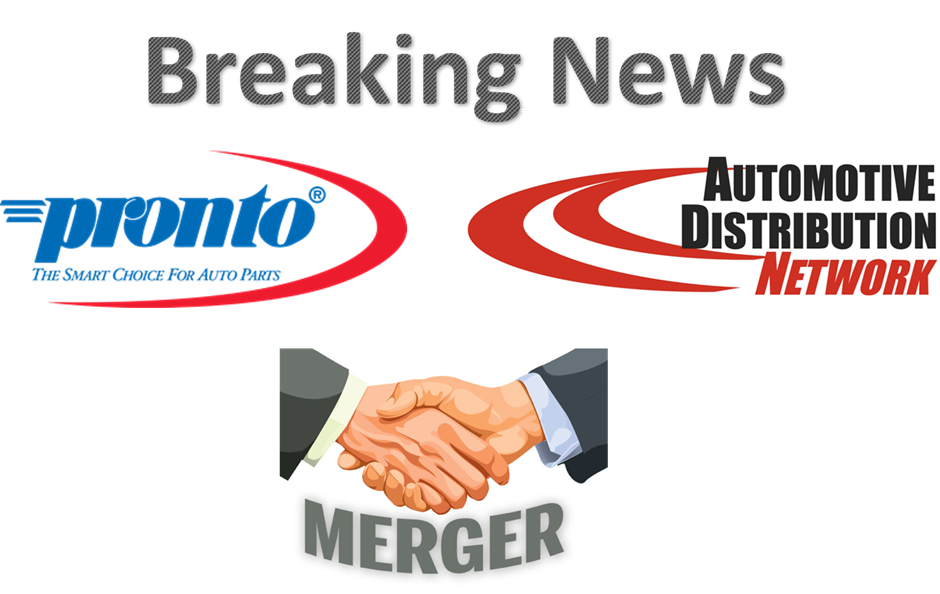 Breaking News
pronto®
THE SMART CHOICE FOR AUTO PARTS
AUTOMOTIVE
DISTRIBUTION
NETWORK
MERGER